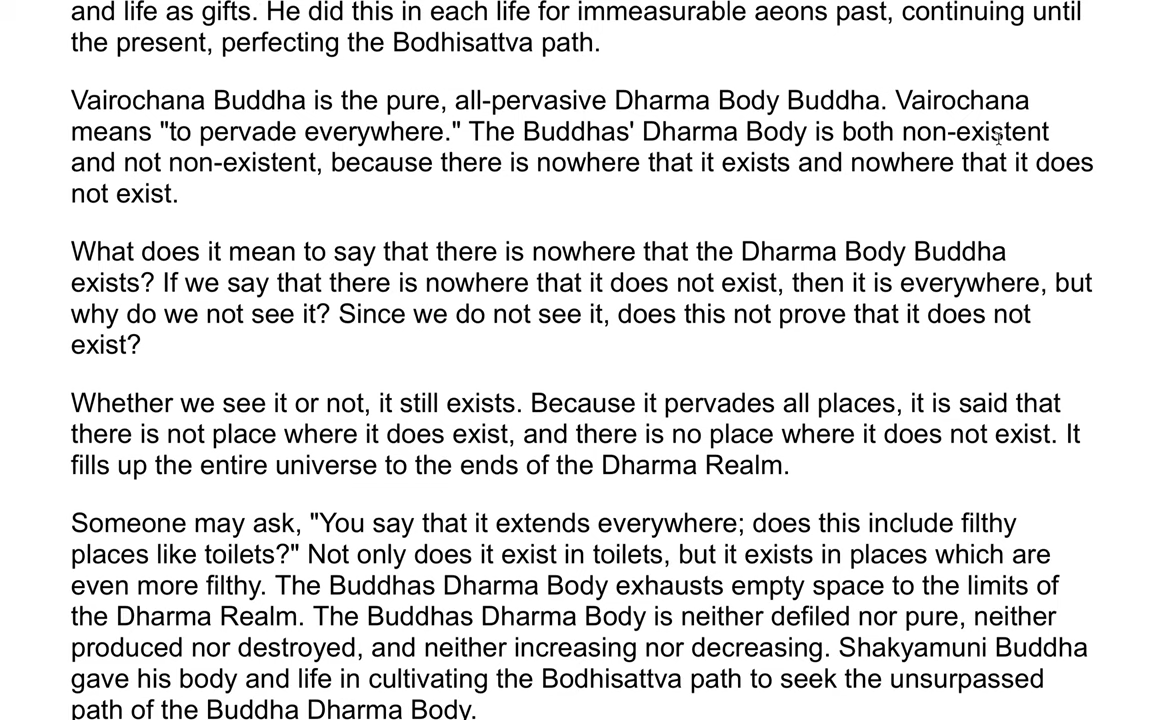 and life as gifts. He did this in each life for immeasurable aeons past, continuing until
the present, perfecting the Bodhisattva path.
Vairochana Buddha is the pure, all-pervasive Dharma Body Buddha. Vairochana
means "to pervade everywhere." The Buddhas' Dharma Body is both non-existent
and not non-existent, because there is nowhere that it exists and nowhere that it does
not exist.
What does it mean to say that there is nowhere that the Dharma Body Buddha
exists? If we say that there is nowhere that it does not exist, then it is everywhere, but
why do we not see it? Since we do not see it, does this not prove that it does not
exist?
Whether we see it or not, it still exists. Because it pervades all places, it is said that
there is not place where it does exist, and there is no place where it does not exist. It
fills up the entire universe to the ends of the Dharma Realm.
Someone may ask, "You say that it extends everywhere; does this include filthy
places like toilets?" Not only does it exist in toilets, but it exists in places which are
even more filthy. The Buddhas Dharma Body exhausts empty space to the limits of
the Dharma Realm. The Buddhas Dharma Body is neither defiled nor pure, neither
produced nor destroyed, and neither increasing nor decreasing. Shakyamuni Buddha
gave his body and life in cultivating the Bodhisattva path to seek the unsurpassed
path of the Buddha Dharma Body.